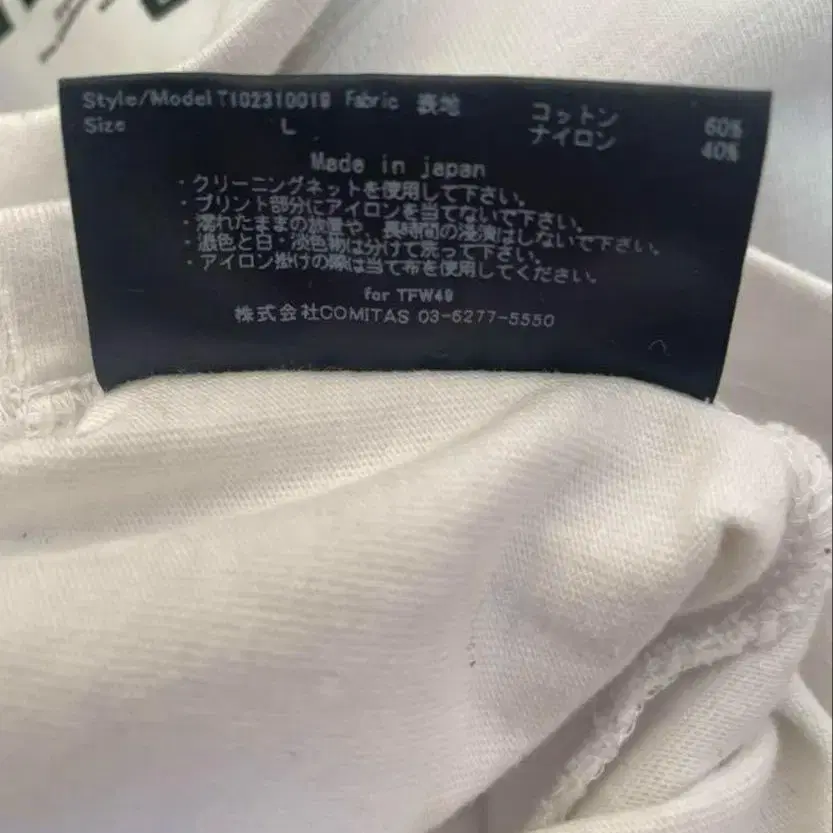 Style/Model T102310019 Fabric 表地 コットン 60%
Size L ナイロン 40%
Made in japan
・クリーニングネットを使用して下さい。
・プリント部分にアイロンを当てないで下さい。
・濡れたままの放置や、長時間の浸漬はしないで下さい。
・濃色と白・淡色物は分けて洗って下さい。
・アイロン掛けの際は当て布を使用してください。
for TFW49
株式会社COMITAS 03-6277-5550